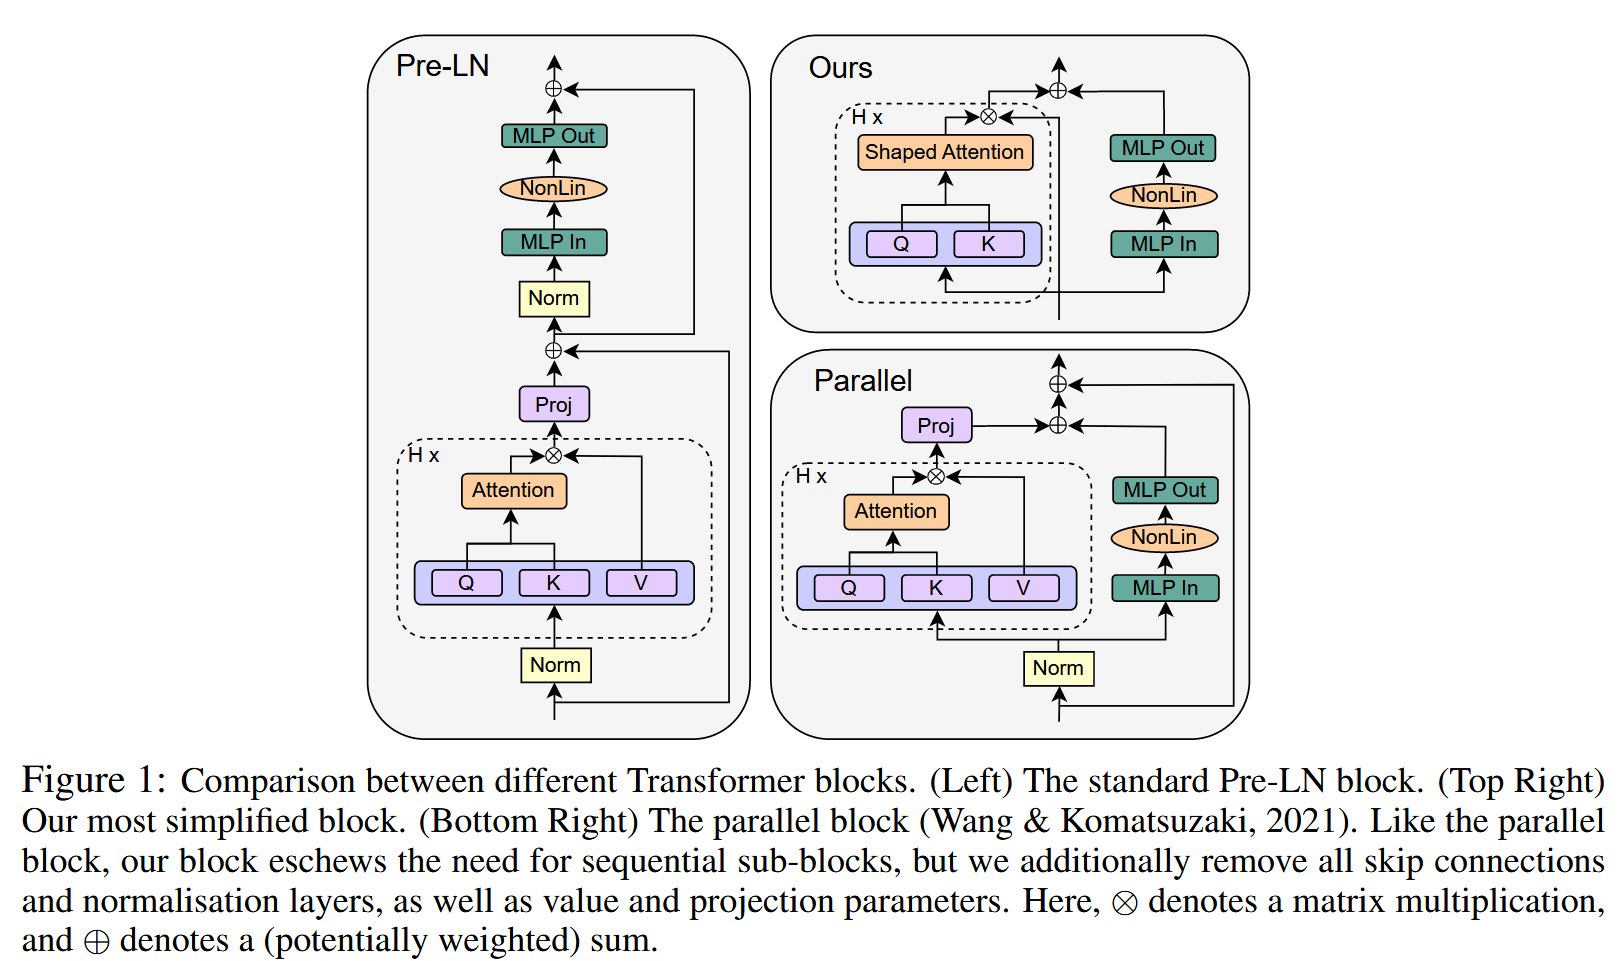 Pre-LN
MLP Out
NonLin
MLP In
Norm
Proj
H x
Attention
Q K V
Norm
Ours
H x
Shaped Attention
Q K
MLP Out
NonLin
MLP In
Parallel
Proj
H x
Attention
Q K V
MLP Out
NonLin
MLP In
Norm
Figure 1: Comparison between different Transformer blocks. (Left) The standard Pre-LN block. (Top Right)
Our most simplified block. (Bottom Right) The parallel block (Wang & Komatsuzaki, 2021). Like the parallel
block, our block eschews the need for sequential sub-blocks, but we additionally remove all skip connections
and normalisation layers, as well as value and projection parameters. Here, ⊗ denotes a matrix multiplication,
and ⊕ denotes a (potentially weighted) sum.